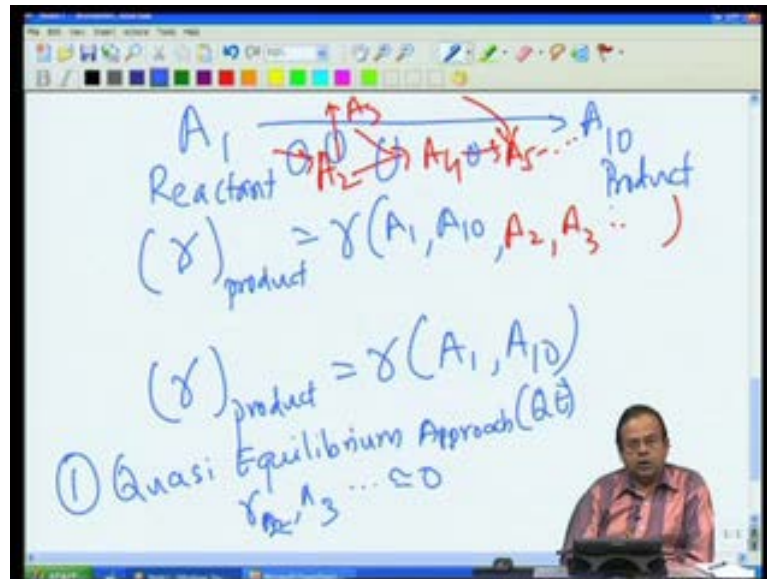 A3
A1 A2 A4 A5 .... A10
Reactant Product
(r)product = r(A1, A10, A2, A3 .. )
(r)product = r(A1, A10)
① Quasi Equilibrium Approach (QE)
A3 ... ≃ 0